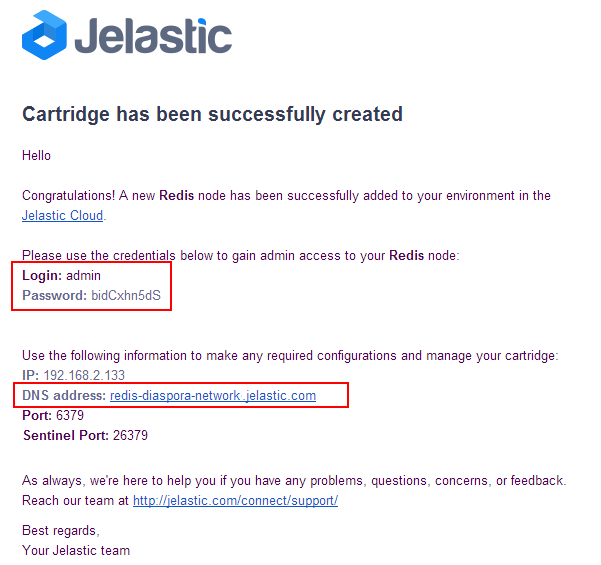 Jelastic
Cartridge has been successfully created
Hello
Congratulations! A new Redis node has been successfully added to your environment in the
Jelastic Cloud.
Please use the credentials below to gain admin access to your Redis node:
Login: admin
Password: bidCxhn5dS
Use the following information to make any required configurations and manage your cartridge:
IP: 192.168.2.133
DNS address: redis-diaspora-network.jelastic.com
Port: 6379
Sentinel Port: 26379
As always, we're here to help you if you have any problems, questions, concerns, or feedback.
Reach our team at http://jelastic.com/connect/support/
Best regards,
Your Jelastic team